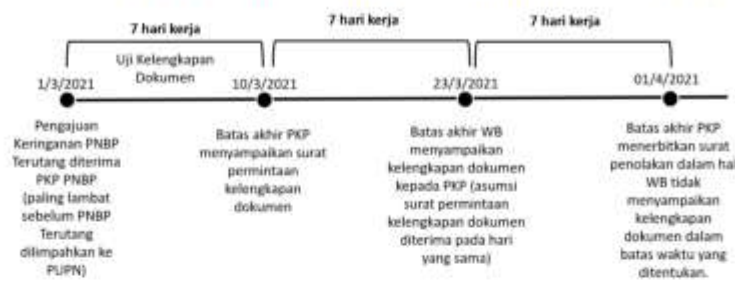 7 hari kerja
7 hari kerja
7 hari kerja
Uji Kelengkapan
Dokumen
1/3/2021
10/3/2021
23/3/2021
01/4/2021
Pengajuan
Keringanan PNBP
Terutang diterima
PKP PNBP
(paling lambat
sebelum PNBP
Terutang
dilimpahkan ke
PUPN)
Batas akhir PKP
menyampaikan surat
permintaan
kelengkapan
dokumen
Batas akhir WB
menyampaikan
kelengkapan dokumen
kepada PKP (asumsi
surat permintaan
kelengkapan dokumen
diterima pada hari
yang sama)
Batas akhir PKP
menerbitkan surat
penolakan dalam hal
WB tidak
menyampaikan
kelengkapan
dokumen dalam
batas waktu yang
ditentukan.